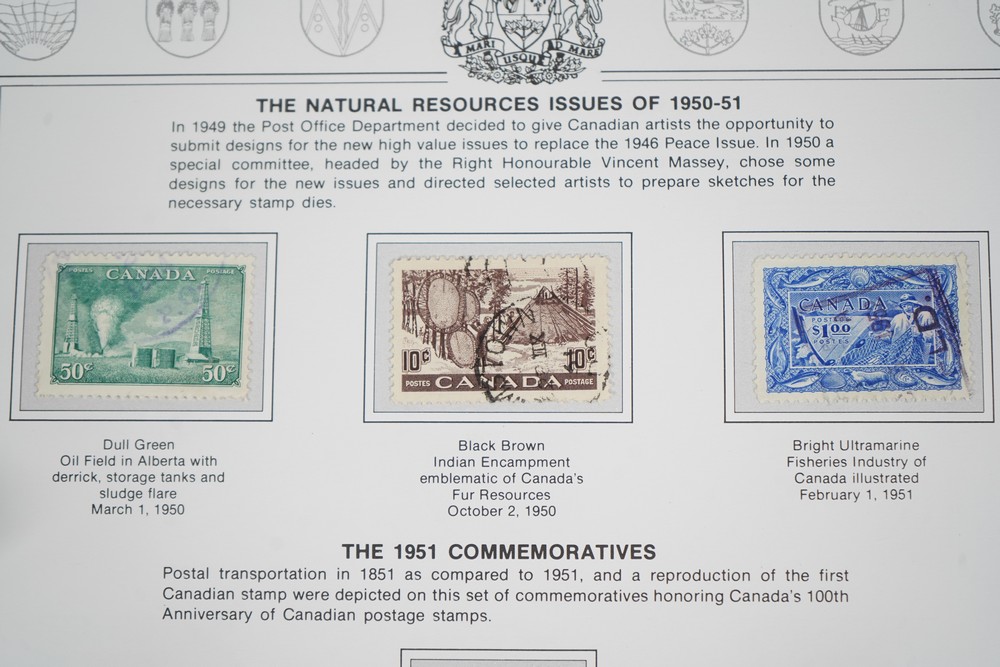 A MARI USQUE AD MARE
THE NATURAL RESOURCES ISSUES OF 1950-51
In 1949 the Post Office Department decided to give Canadian artists the opportunity to
submit designs for the new high value issues to replace the 1946 Peace Issue. In 1950 a
special committee, headed by the Right Honourable Vincent Massey, chose some
designs for the new issues and directed selected artists to prepare sketches for the
necessary stamp dies.
POSTES CANADA POSTAGE
50¢ 50¢
10¢ 10¢
POSTES CANADA POSTAGE
CANADA
POSTAGE
$1.00
POSTES
D.
Dull Green
Oil Field in Alberta with
derrick, storage tanks and
sludge flare
March 1, 1950
Black Brown
Indian Encampment
emblematic of Canada's
Fur Resources
October 2, 1950
Bright Ultramarine
Fisheries Industry of
Canada illustrated
February 1, 1951
THE 1951 COMMEMORATIVES
Postal transportation in 1851 as compared to 1951, and a reproduction of the first
Canadian stamp were depicted on this set of commemoratives honoring Canada's 100th
Anniversary of Canadian postage stamps.